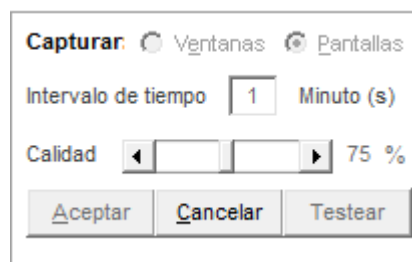 Capturar: Ventanas Pantallas
Intervalo de tiempo 1 Minuto (s)
Calidad 75 %
Aceptar Cancelar Testear